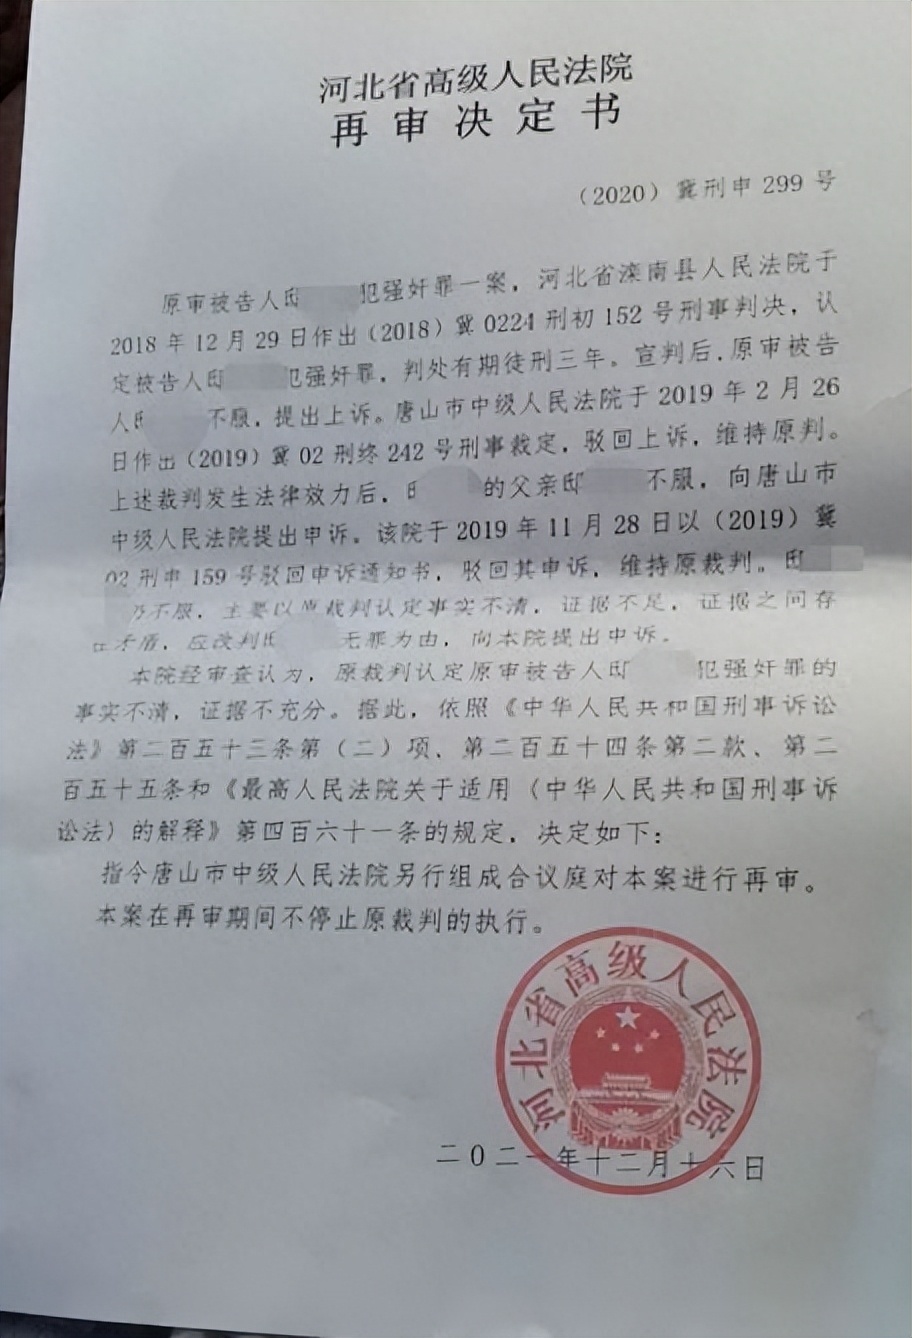 河北省高级人民法院
再审决定书
（2020）冀刑申 299 号
原审被告人邸 犯强奸罪一案，河北省滦南县人民法院于
2018 年 12 月 29 日作出（2018）冀 0224 刑初 152 号刑事判决，认
定被告人邸 犯强奸罪，判处有期徒刑三年。宣判后，原审被告
人 不服，提出上诉。唐山市中级人民法院于 2019 年 2 月 26
日作出（2019）冀 02 刑终 242 号刑事裁定，驳回上诉，维持原判。
上述裁判发生法律效力后， 的父亲邸 不服，向唐山市
中级人民法院提出申诉。该院于 2019 年 11 月 28 日以（2019）冀
02 刑申 159 号驳回申诉通知书，驳回其申诉，维持原裁判。邸
仍不服，主要以原裁判认定事实不清，证据不足，证据之间存
在矛盾，应改判邸 无罪为由，向本院提出申诉。
本院经审查认为，原裁判认定原审被告人邸 犯强奸罪的
事实不清，证据不充分。据此，依照《中华人民共和国刑事诉讼
法》第二百五十三条第（二）项、第二百五十四条第二款、第二
百五十五条和《最高人民法院关于适用（中华人民共和国刑事诉
讼法）的解释》第四百六十一条的规定，决定如下：
指令唐山市中级人民法院另行组成合议庭对本案进行再审。
本案在再审期间不停止原裁判的执行。
河北省高级人民法院
二〇二一年十二月十六日